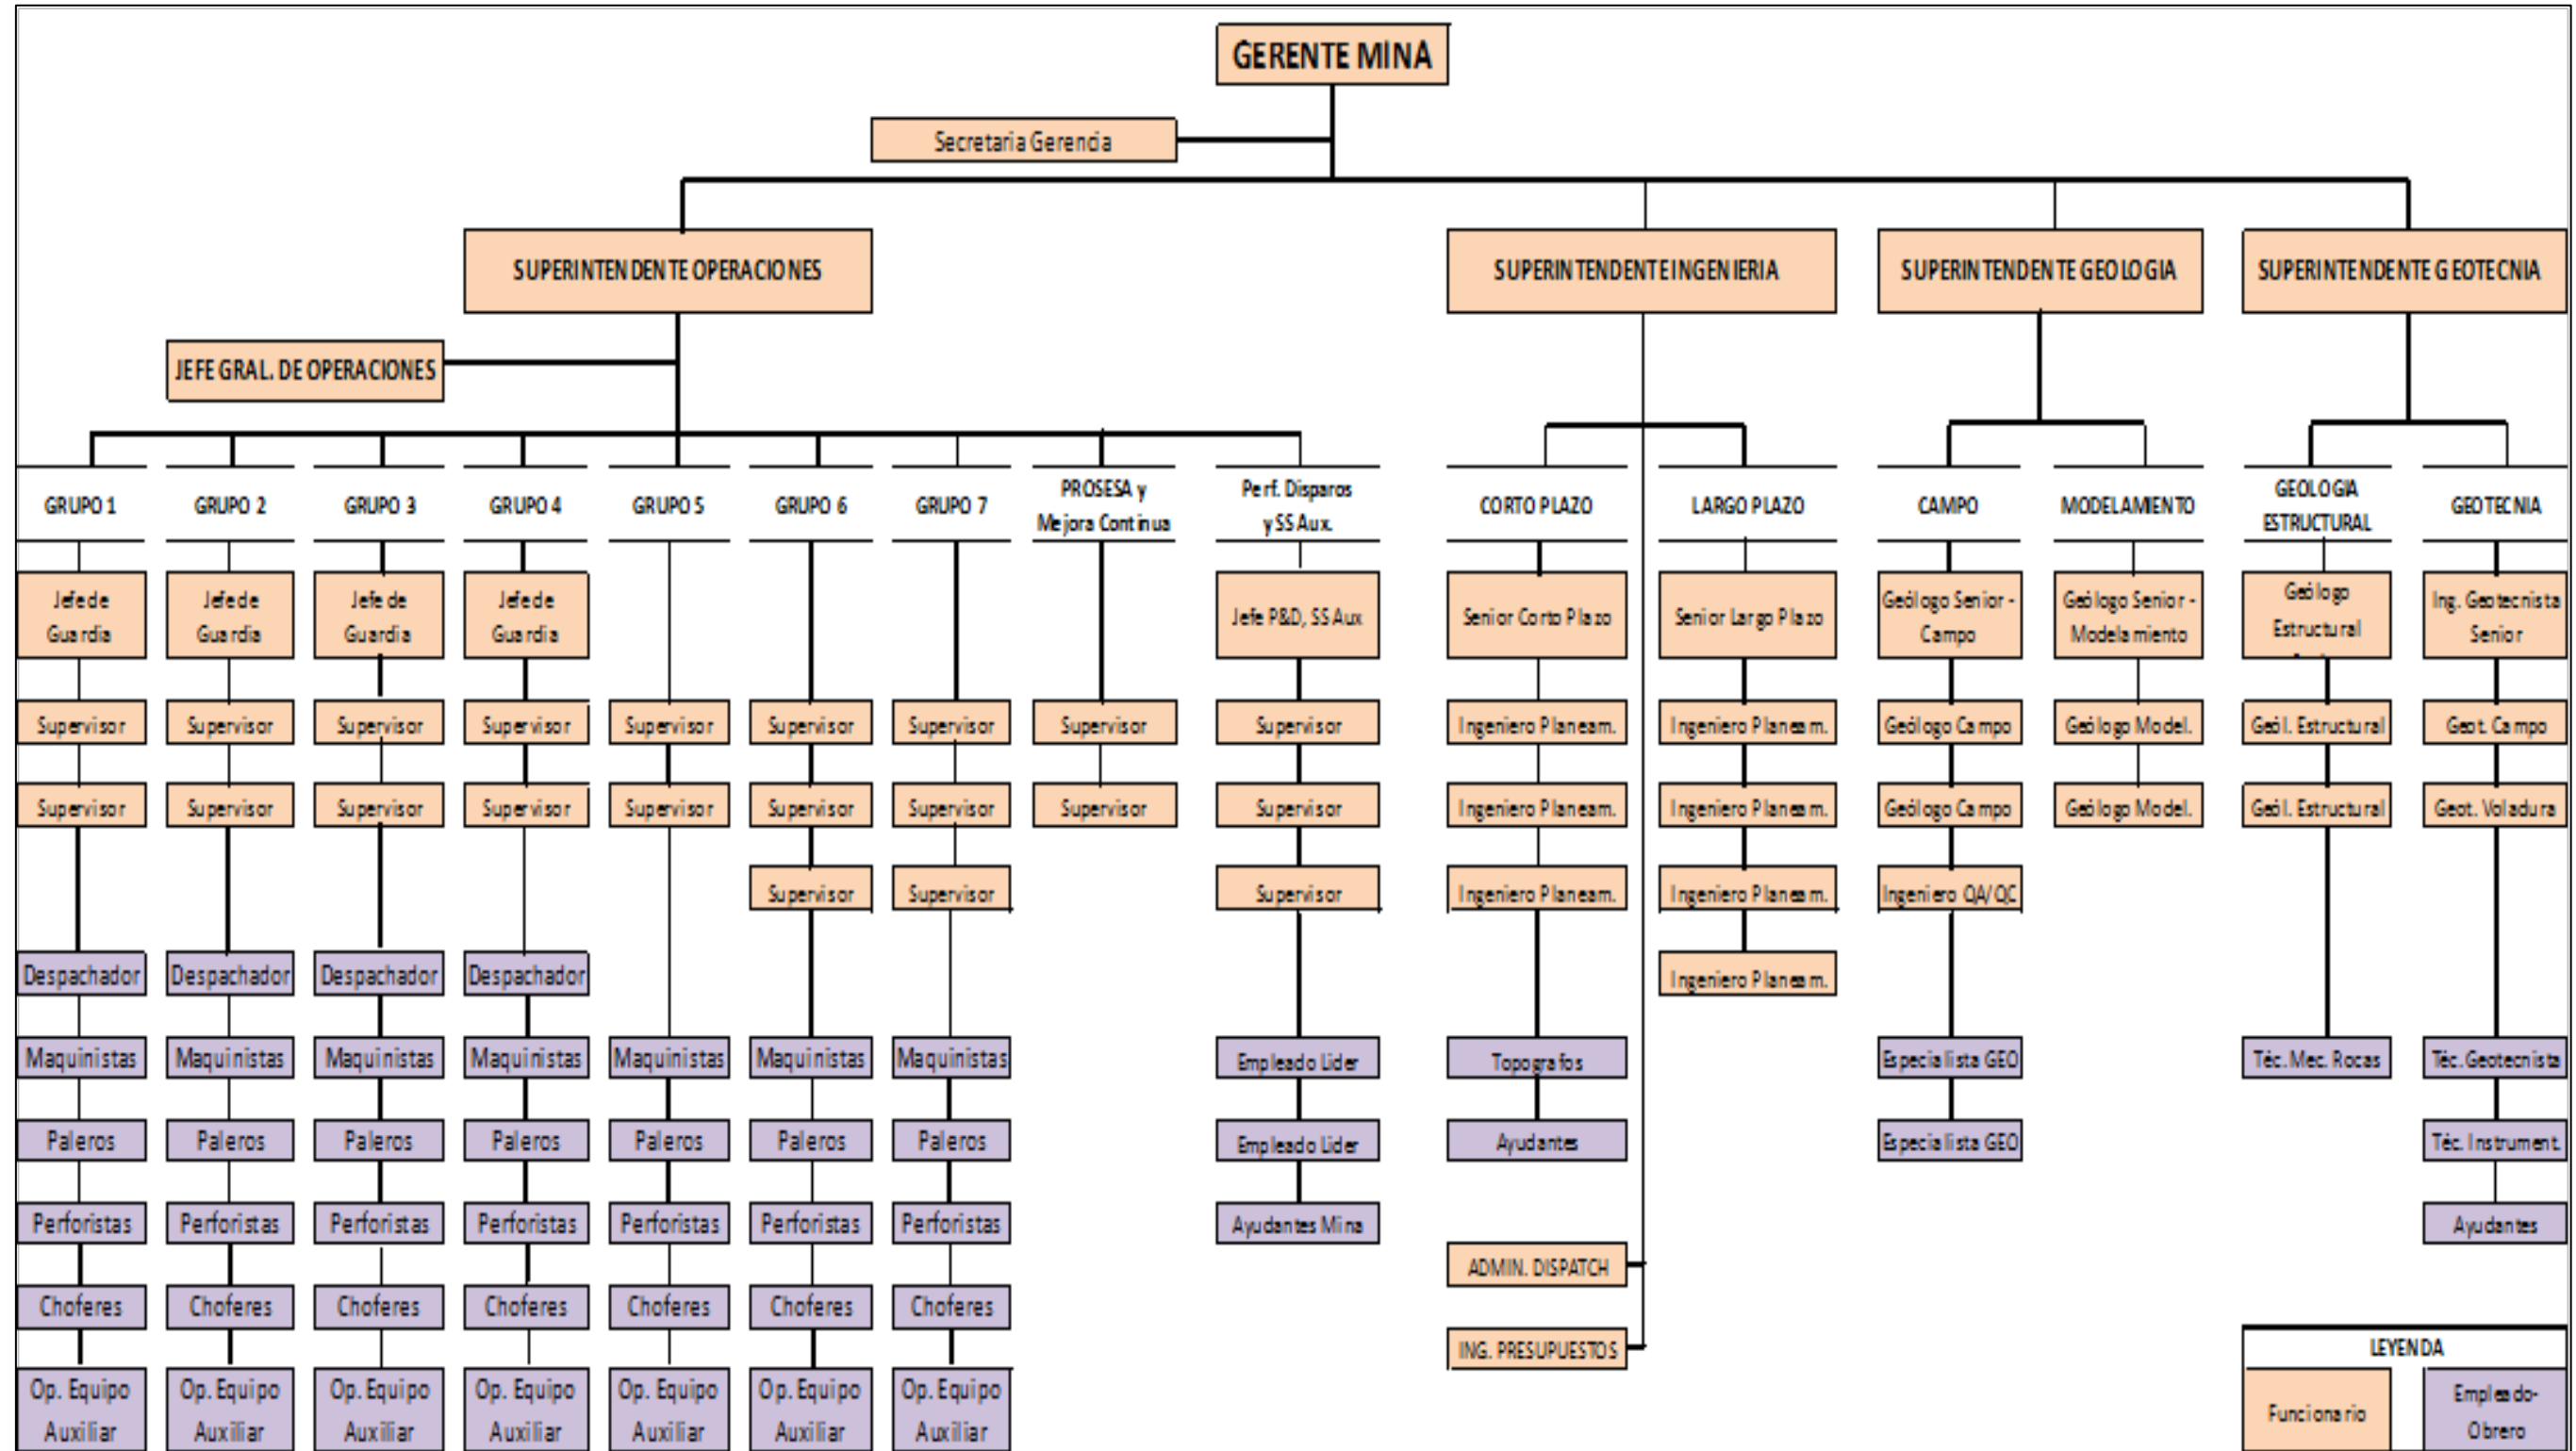 GERENTE MINA
Secretaria Gerencia
SUPERINTENDENTE OPERACIONES
SUPERINTENDENTE INGENIERIA
SUPERINTENDENTE GEOLOGIA
SUPERINTENDENTE GEOTECNIA
JEFE GRAL. DE OPERACIONES
GRUPO 1
GRUPO 2
GRUPO 3
GRUPO 4
GRUPO 5
GRUPO 6
GRUPO 7
PROSESA y
Mejora Continua
Perf. Disparos
y SS Aux.
CORTO PLAZO
LARGO PLAZO
CAMPO
MODELAMIENTO
GEOLOGIA
ESTRUCTURAL
GEOTECNIA
Jefe de
Guardia
Jefe de
Guardia
Jefe de
Guardia
Jefe de
Guardia
Jefe P&D, SS Aux
Senior Corto Plazo
Senior Largo Plazo
Geólogo Senior -
Campo
Geólogo Senior -
Modelamiento
Geólogo
Estructural
Ing. Geotecnista
Senior
Supervisor
Supervisor
Supervisor
Supervisor
Supervisor
Supervisor
Supervisor
Supervisor
Supervisor
Ingeniero Planeam.
Ingeniero Planeam.
Geólogo Campo
Geólogo Model.
Geól. Estructural
Geot. Campo
Supervisor
Supervisor
Supervisor
Supervisor
Supervisor
Supervisor
Supervisor
Supervisor
Supervisor
Ingeniero Planeam.
Ingeniero Planeam.
Geólogo Campo
Geólogo Model.
Geól. Estructural
Geot. Voladura
Supervisor
Supervisor
Supervisor
Ingeniero Planeam.
Ingeniero Planeam.
Ingeniero QA/QC
Despachador
Despachador
Despachador
Despachador
Ingeniero Planeam.
Maquinistas
Maquinistas
Maquinistas
Maquinistas
Maquinistas
Maquinistas
Maquinistas
Empleado Lider
Topografos
Especialista GEO
Téc. Mec. Rocas
Téc. Geotecnista
Paleros
Paleros
Paleros
Paleros
Paleros
Paleros
Paleros
Empleado Lider
Ayudantes
Especialista GEO
Téc. Instrument.
Perforistas
Perforistas
Perforistas
Perforistas
Perforistas
Perforistas
Perforistas
Ayudantes Mina
Ayudantes
ADMIN. DISPATCH
Choferes
Choferes
Choferes
Choferes
Choferes
Choferes
Choferes
ING. PRESUPUESTOS
LEYENDA
Op. Equipo
Auxiliar
Op. Equipo
Auxiliar
Op. Equipo
Auxiliar
Op. Equipo
Auxiliar
Op. Equipo
Auxiliar
Op. Equipo
Auxiliar
Op. Equipo
Auxiliar
Funcionario
Empleado-
Obrero